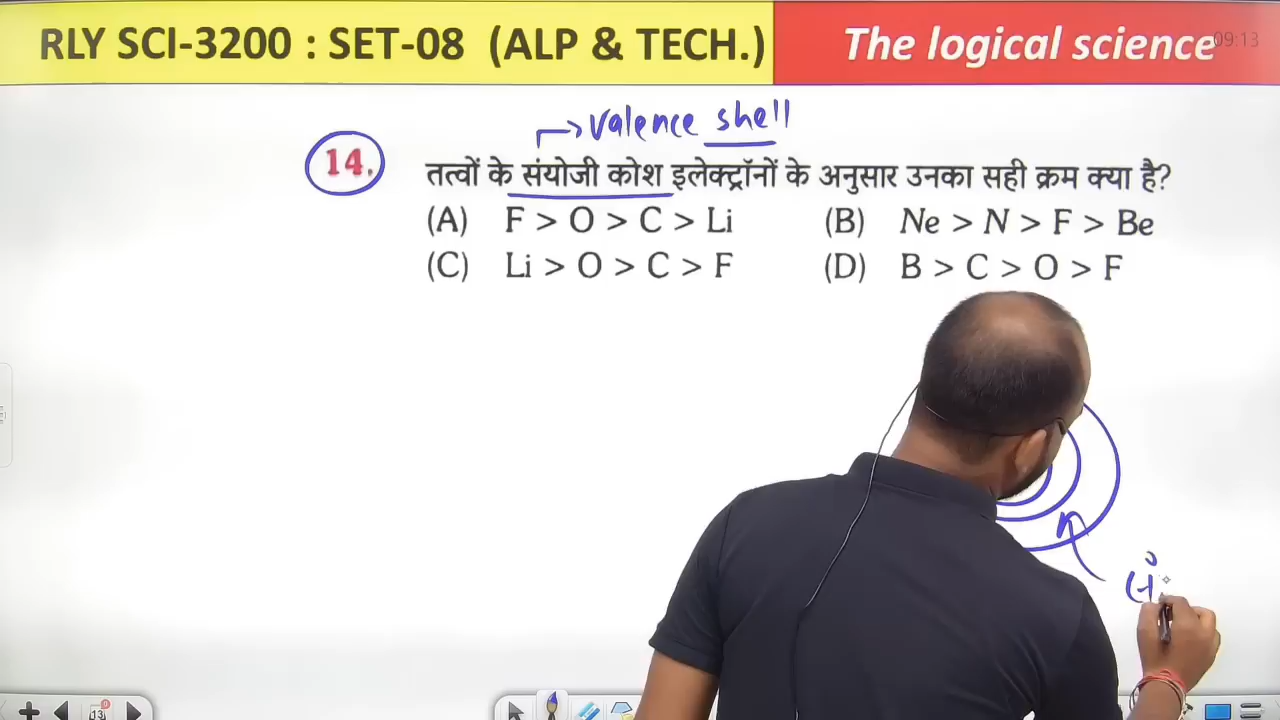 RLY SCI-3200 : SET-08 (ALP & TECH.)
The logical science
09:13
→ valence shell
14. तत्वों के संयोजी कोश इलेक्ट्रॉनों के अनुसार उनका सही क्रम क्या है?
(A) F > O > C > Li (B) Ne > N > F > Be
(C) Li > O > C > F (D) B > C > O > F